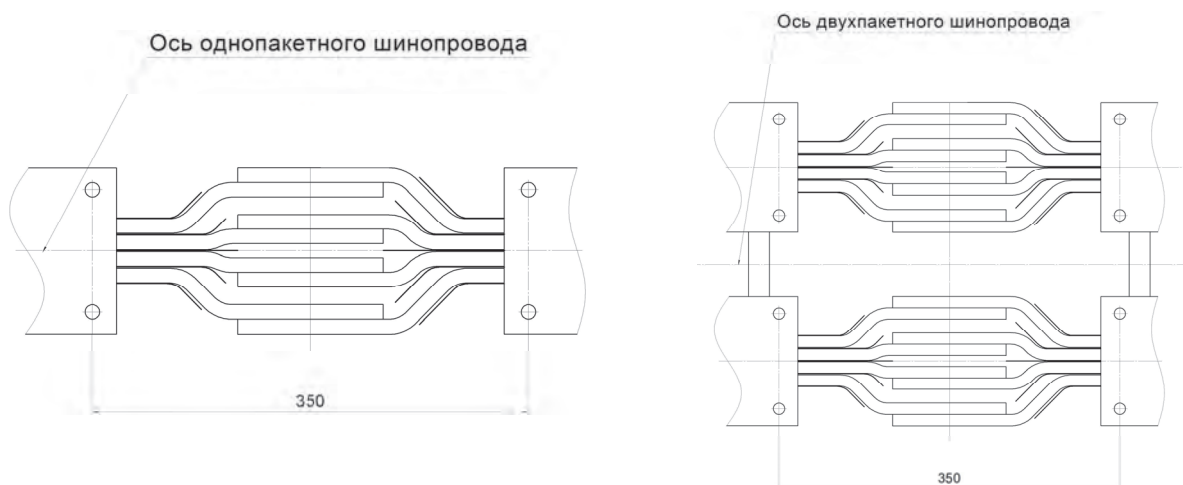 Ось однопакетного шинопровода
350
Ось двухпакетного шинопровода
350